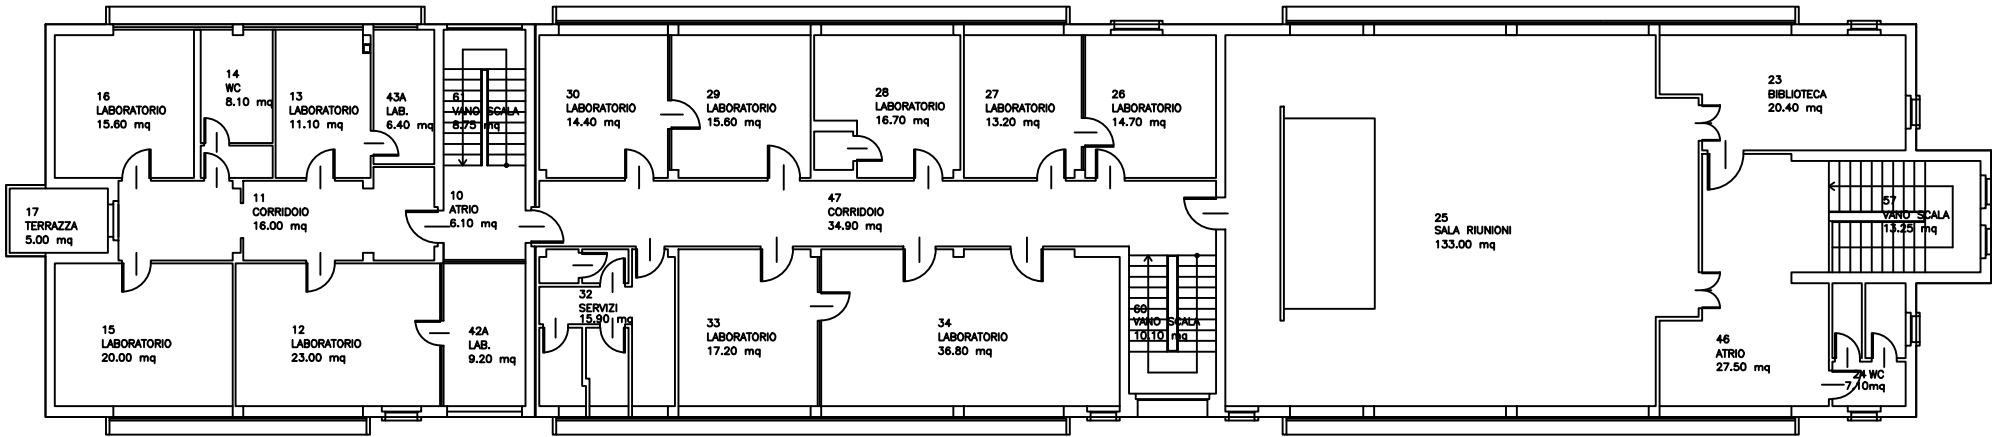 16
LABORATORIO
15.60 mq
14
WC
8.10 mq
13
LABORATORIO
11.10 mq
43A
LAB.
6.40 mq
61
VANO SCALA
8.75 mq
30
LABORATORIO
14.40 mq
29
LABORATORIO
15.60 mq
28
LABORATORIO
16.70 mq
27
LABORATORIO
13.20 mq
26
LABORATORIO
14.70 mq
23
BIBLIOTECA
20.40 mq
17
TERRAZZA
5.00 mq
11
CORRIDOIO
16.00 mq
10
ATRIO
6.10 mq
47
CORRIDOIO
34.90 mq
25
SALA RIUNIONI
133.00 mq
57
VANO SCALA
13.25 mq
15
LABORATORIO
20.00 mq
12
LABORATORIO
23.00 mq
42A
LAB.
9.20 mq
32
SERVIZI
15.90 mq
33
LABORATORIO
17.20 mq
34
LABORATORIO
36.80 mq
60
VANO SCALA
10.10 mq
46
ATRIO
27.50 mq
24 WC
7.10mq